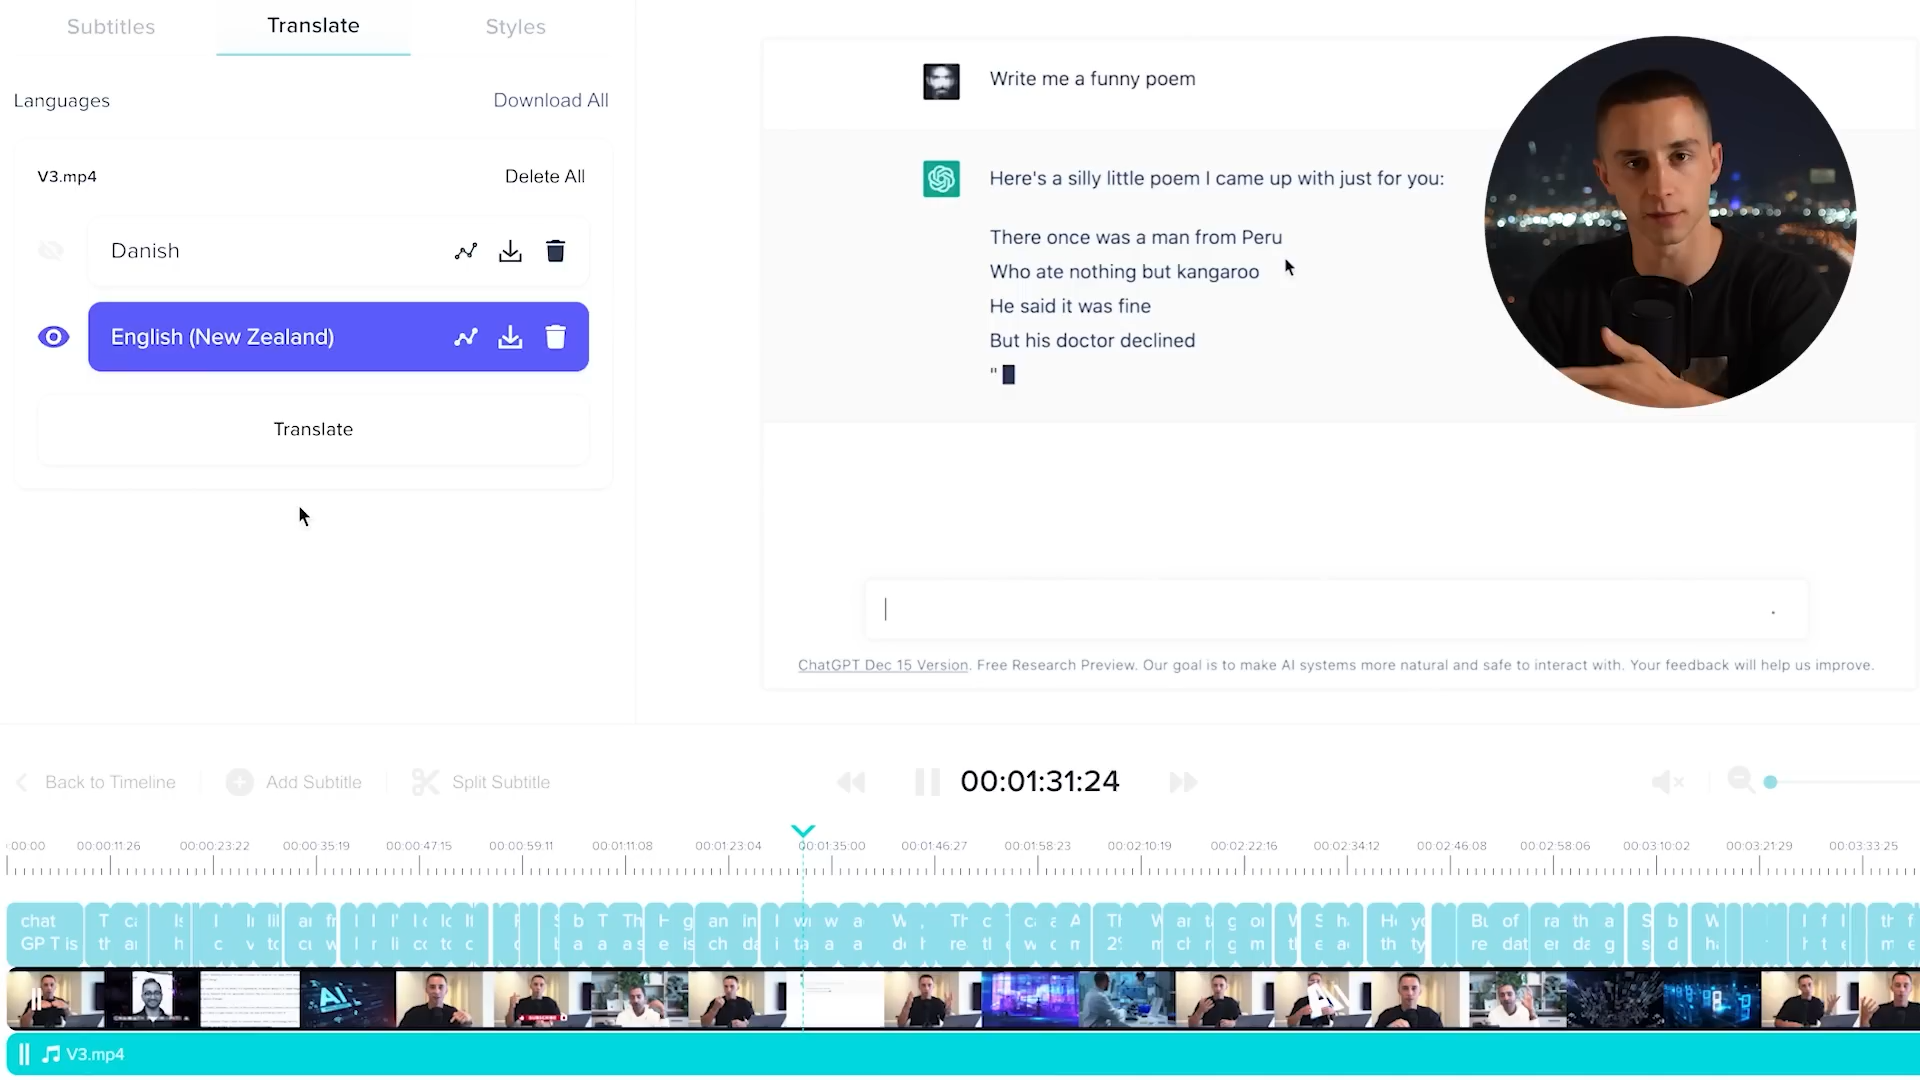 Subtitles
Translate
Styles
Languages
Download All
V3.mp4
Delete All
Danish
English (New Zealand)
Translate
Write me a funny poem
Here's a silly little poem I came up with just for you:
There once was a man from Peru
Who ate nothing but kangaroo
He said it was fine
But his doctor declined
"
ChatGPT Dec 15 Version. Free Research Preview. Our goal is to make AI systems more natural and safe to interact with. Your feedback will help us improve.
Back to Timeline
Add Subtitle
Split Subtitle
00:01:31:24
:00:00 00:00:11:26 00:00:23:22 00:00:35:19 00:00:47:15 00:00:59:11 00:01:11:08 00:01:23:04 00:01:35:00 00:01:46:27 00:01:58:23 00:02:10:19 00:02:22:16 00:02:34:12 00:02:46:08 00:02:58:06 00:03:10:02 00:03:21:29 00:03:33:25
chat
GPT is
AI
SUBSCRIBE
V3.mp4